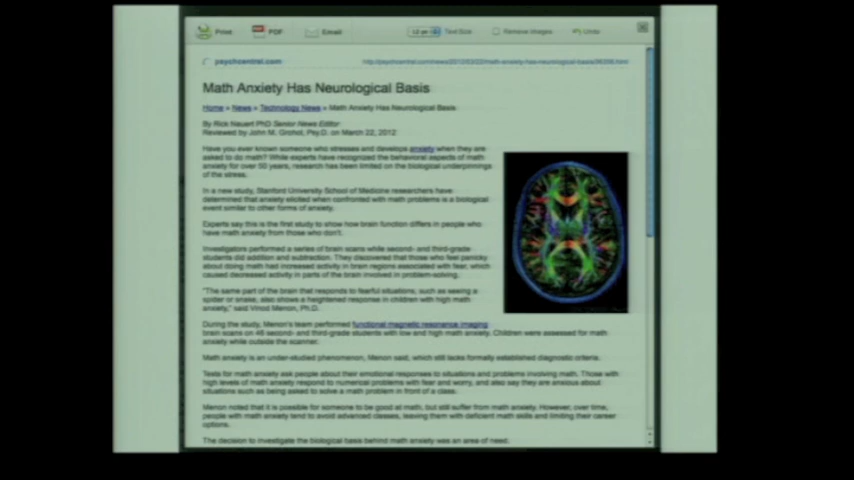 Print
PDF
Email
12 px
Text Size
Remove Images
Undo
psychcentral.com
Math Anxiety Has Neurological Basis
Home » News » Technology News » Math Anxiety Has Neurological Basis
By Rick Nauert PhD Senior News Editor
Reviewed by John M. Grohol, Psy.D. on March 22, 2012
Have you ever known someone who stresses and develops anxiety when they are
asked to do math? While experts have recognized the behavioral aspects of math
anxiety for over 50 years, research has been limited on the biological underpinnings
of the stress.
In a new study, Stanford University School of Medicine researchers have
determined that anxiety elicited when confronted with math problems is a biological
event similar to other forms of anxiety.
Experts say this is the first study to show how brain function differs in people who
have math anxiety from those who don't.
Investigators performed a series of brain scans while second- and third-grade
students did addition and subtraction. They discovered that those who feel panicky
about doing math had increased activity in brain regions associated with fear, which
caused decreased activity in parts of the brain involved in problem-solving.
"The same part of the brain that responds to fearful situations, such as seeing a
spider or snake, also shows a heightened response in children with high math
anxiety," said Vinod Menon, Ph.D.
During the study, Menon's team performed functional magnetic resonance imaging
brain scans on 46 second- and third-grade students with low and high math anxiety. Children were assessed for math
anxiety while outside the scanner.
Math anxiety is an under-studied phenomenon, Menon said, which still lacks formally established diagnostic criteria.
Tests for math anxiety ask people about their emotional responses to situations and problems involving math. Those with
high levels of math anxiety respond to numerical problems with fear and worry, and also say they are anxious about
situations such as being asked to solve a math problem in front of a class.
Menon noted that it is possible for someone to be good at math, but still suffer from math anxiety. However, over time,
people with math anxiety tend to avoid advanced classes, leaving them with deficient math skills and limiting their career
options.
The decision to investigate the biological basis behind math anxiety was an area of need.